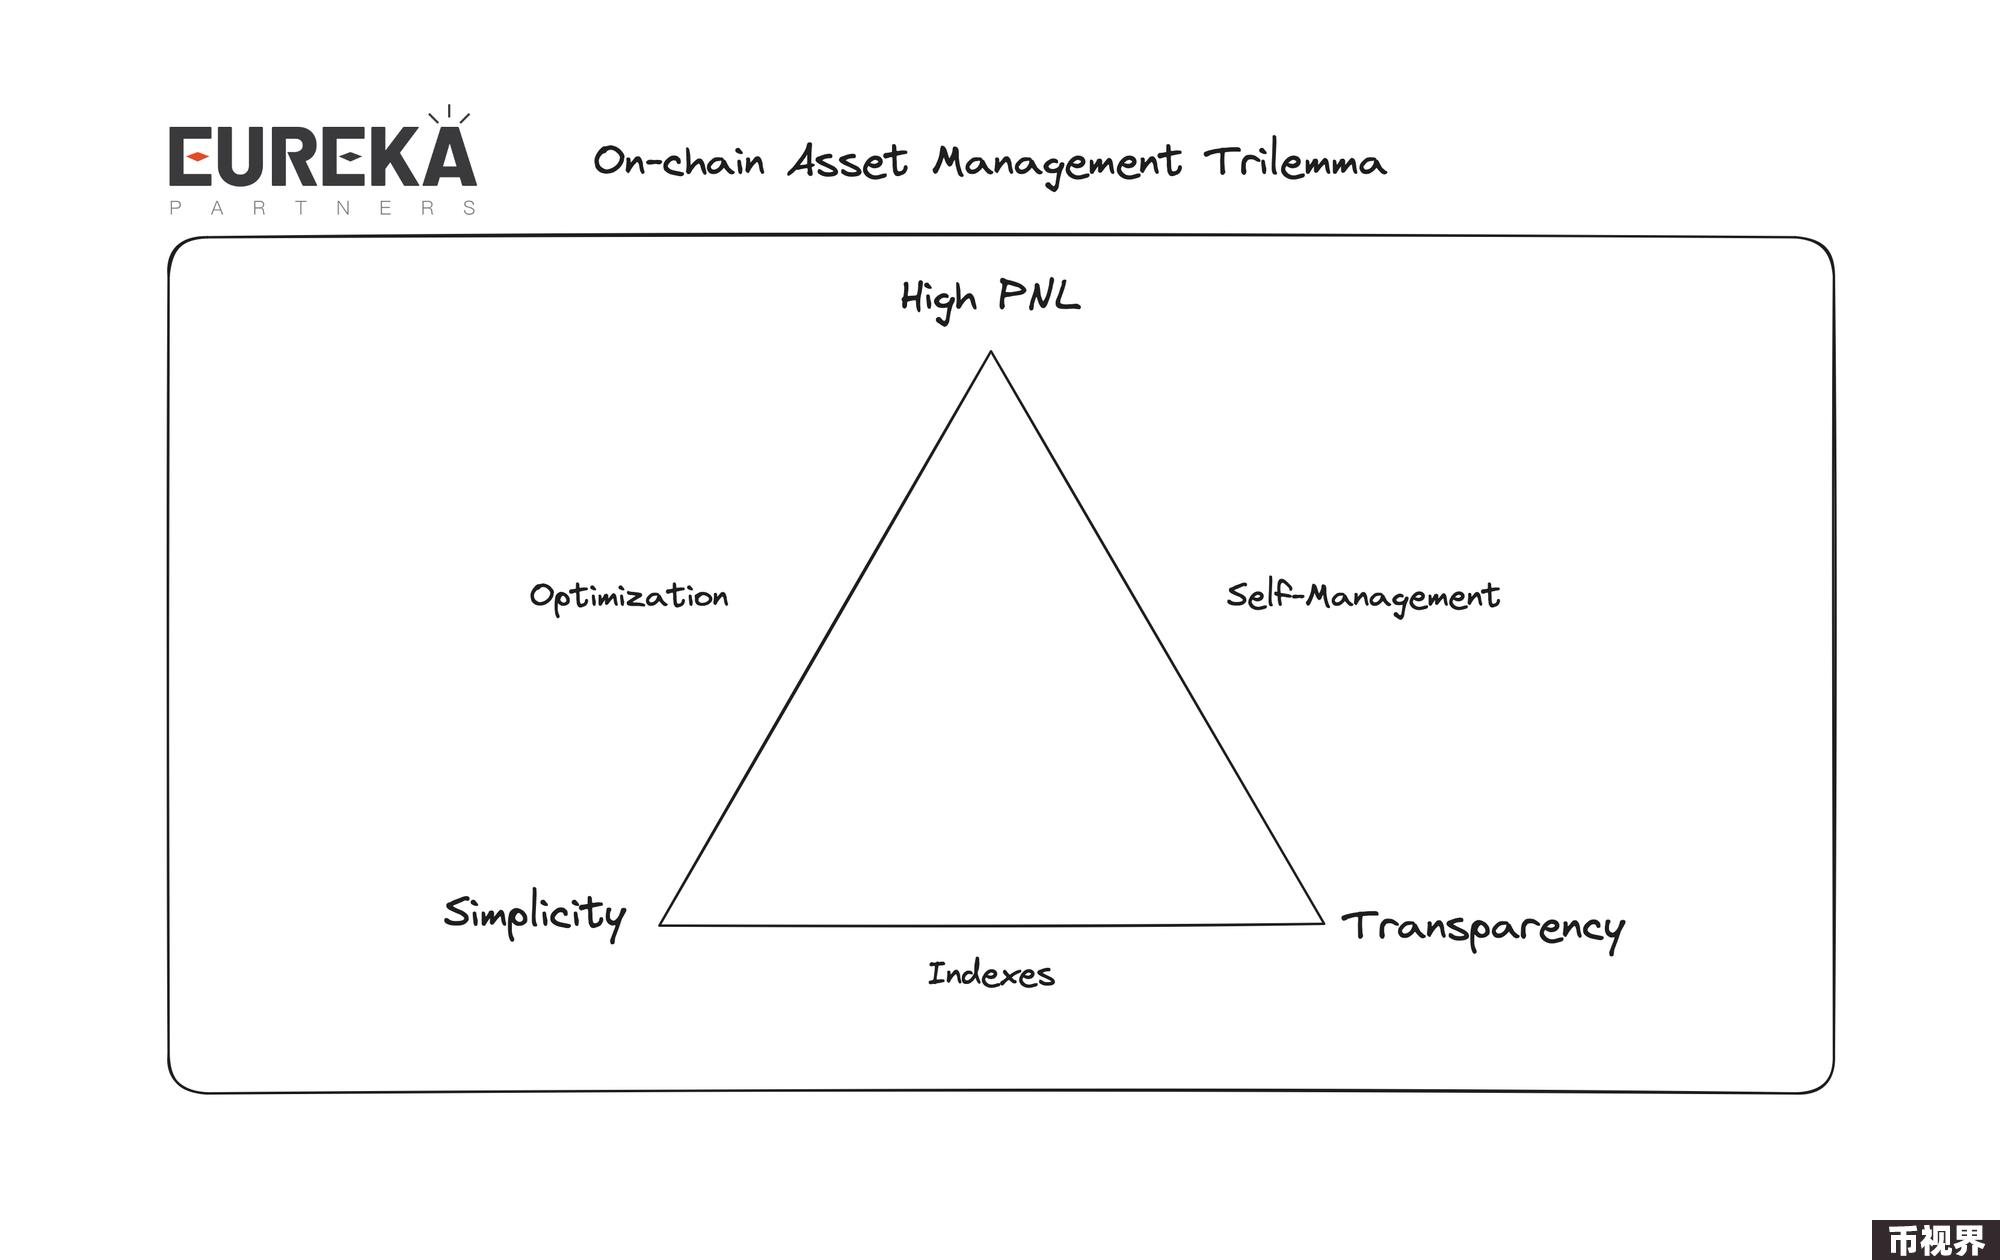 EUREKA
PARTNERS
On-chain Asset Management Trilemma
High PNL
Optimization
Self-Management
Simplicity
Transparency
Indexes
币视界